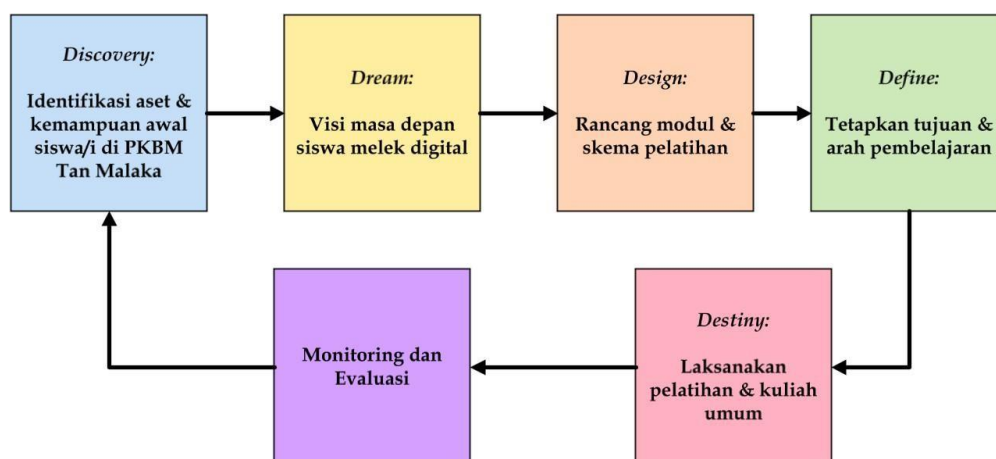 Discovery:
Identifikasi aset &
kemampuan awal
siswa/i di PKBM
Tan Malaka
Dream:
Visi masa depan
siswa melek digital
Design:
Rancang modul &
skema pelatihan
Define:
Tetapkan tujuan &
arah pembelajaran
Destiny:
Laksanakan
pelatihan & kuliah
umum
Monitoring dan
Evaluasi